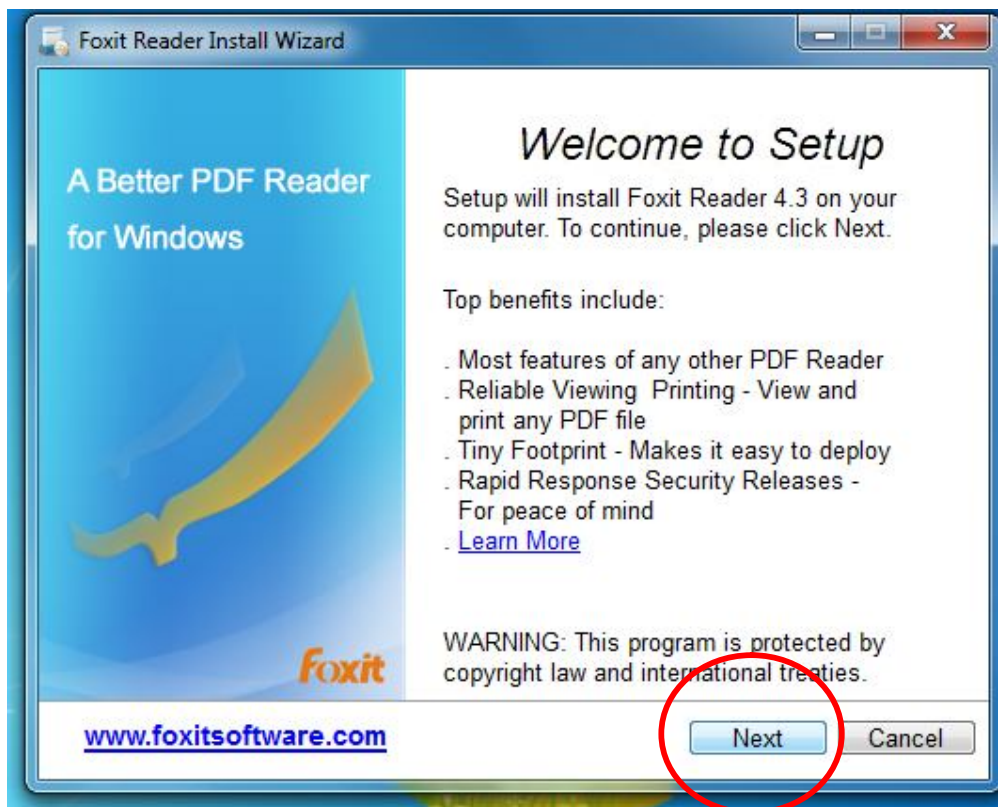 Foxit Reader Install Wizard
A Better PDF Reader
for Windows
Foxit
Welcome to Setup
Setup will install Foxit Reader 4.3 on your
computer. To continue, please click Next.
Top benefits include:
. Most features of any other PDF Reader
. Reliable Viewing  Printing - View and
print any PDF file
. Tiny Footprint - Makes it easy to deploy
. Rapid Response Security Releases -
For peace of mind
. Learn More
WARNING: This program is protected by
copyright law and international treaties.
www.foxitsoftware.com
Next
Cancel